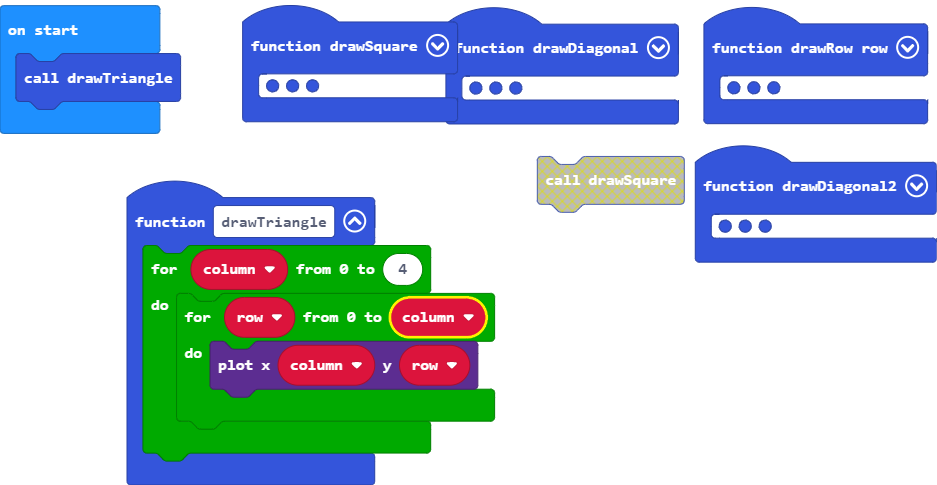 on start
call drawTriangle
function drawSquare
function drawDiagonal
function drawRow row
call drawSquare
function drawDiagonal2
function drawTriangle
for column from 0 to 4
do
for row from 0 to column
do
plot x column y row